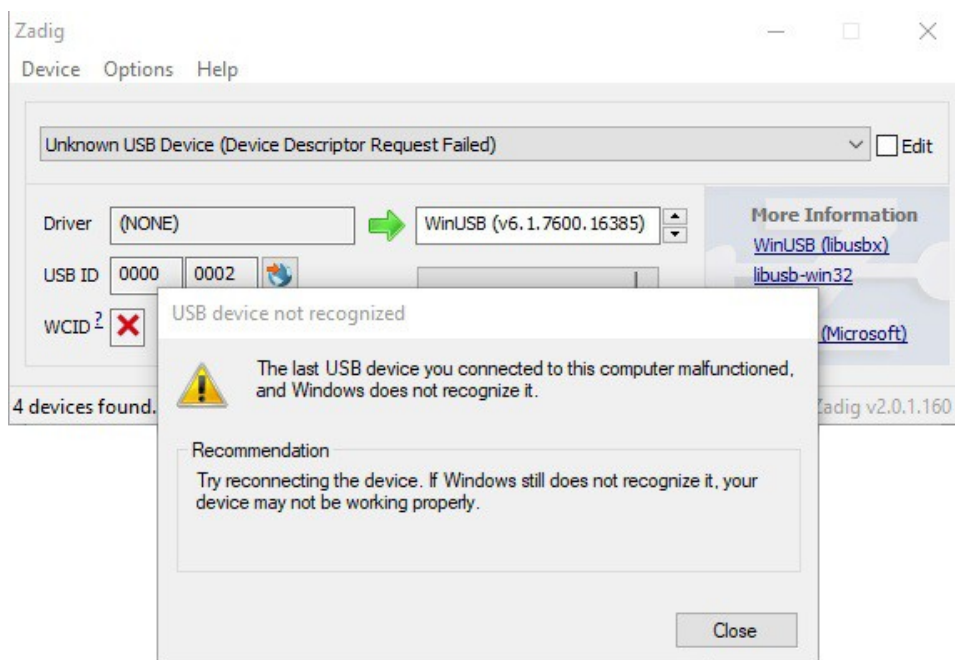 Zadig
Device Options Help
Unknown USB Device (Device Descriptor Request Failed) Edit
Driver (NONE) WinUSB (v6.1.7600.16385) More Information
WinUSB (libusbx)
USB ID 0000 0002 libusb-win32
WCID ? (Microsoft)
4 devices found. Zadig v2.0.1.160
USB device not recognized
The last USB device you connected to this computer malfunctioned,
and Windows does not recognize it.
Recommendation
Try reconnecting the device. If Windows still does not recognize it, your
device may not be working properly.
Close